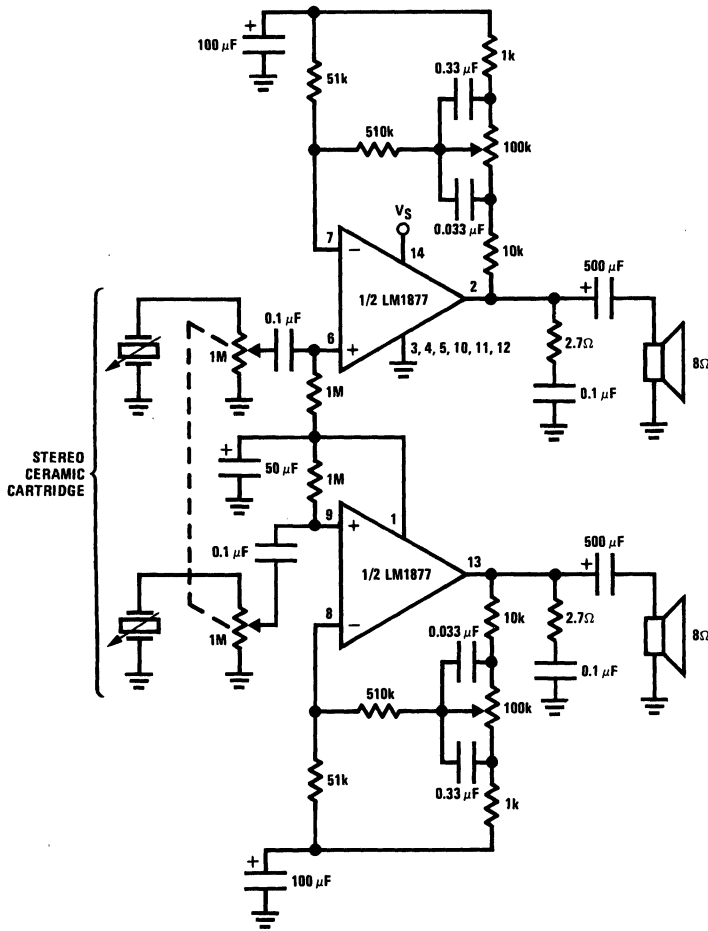 +
100 μF
51k
1k
0.33 μF
510k
100k
0.033 μF
VS
10k
7
−
14
2
500 μF
+
1/2 LM1877
0.1 μF
6
+
3, 4, 5, 10, 11, 12
2.7Ω
8Ω
1M
0.1 μF
1M
+
50 μF
STEREO
CERAMIC
CARTRIDGE
1M
9
1
+
0.1 μF
1/2 LM1877
13
500 μF
+
10k
2.7Ω
8Ω
8
−
1M
0.033 μF
0.1 μF
510k
100k
51k
0.33 μF
1k
+
100 μF